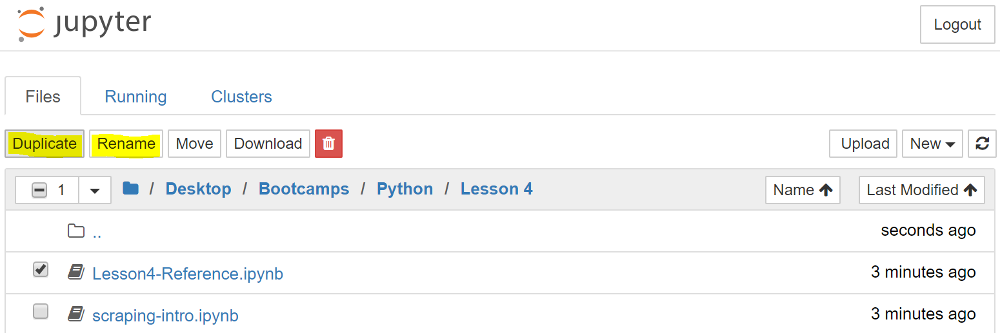 jupyter Logout
Files Running Clusters
Duplicate Rename Move Download Upload New
1 / Desktop / Bootcamps / Python / Lesson 4 Name Last Modified
.. seconds ago
Lesson4-Reference.ipynb 3 minutes ago
scraping-intro.ipynb 3 minutes ago